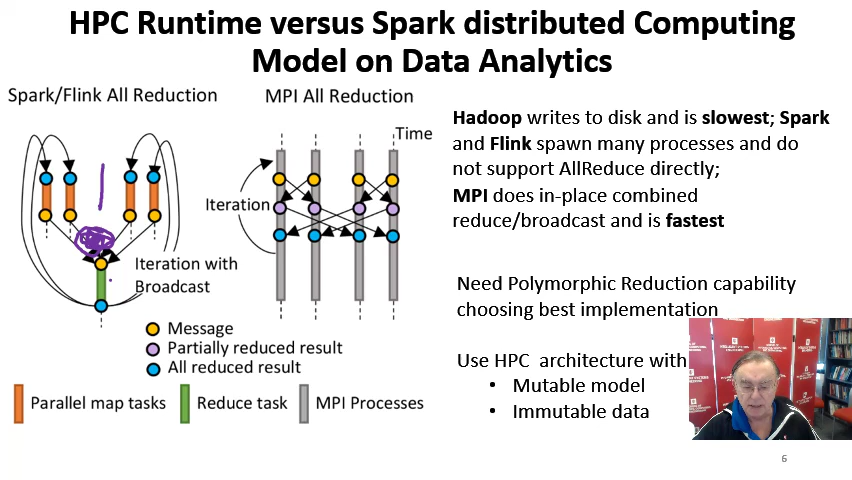 HPC Runtime versus Spark distributed Computing
Model on Data Analytics
Spark/Flink All Reduction
MPI All Reduction
Time
Iteration
Iteration with
Broadcast
Message
Partially reduced result
All reduced result
Parallel map tasks
Reduce task
MPI Processes
Hadoop writes to disk and is slowest; Spark
and Flink spawn many processes and do
not support AllReduce directly;
MPI does in-place combined
reduce/broadcast and is fastest
Need Polymorphic Reduction capability
choosing best implementation
Use HPC architecture with
• Mutable model
• Immutable data
6